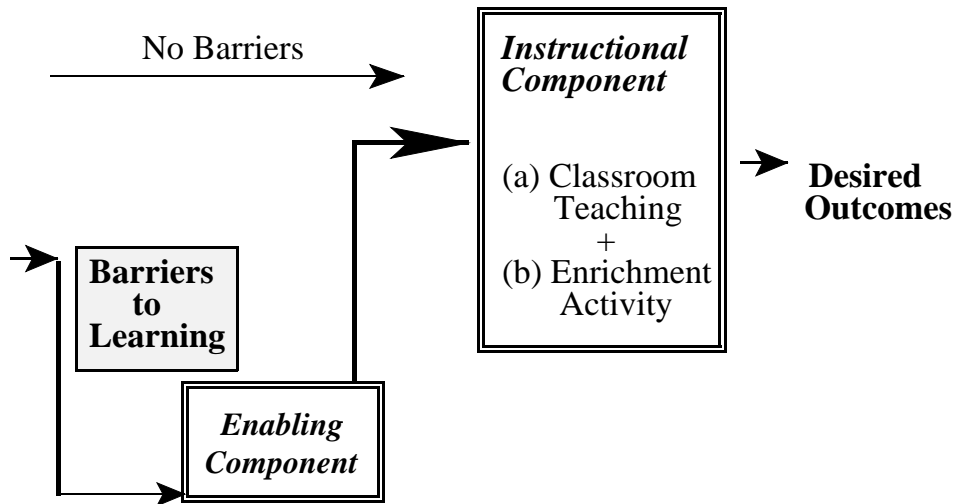 No Barriers
Instructional
Component
(a) Classroom
Teaching
+
(b) Enrichment
Activity
Desired
Outcomes
Barriers
to
Learning
Enabling
Component